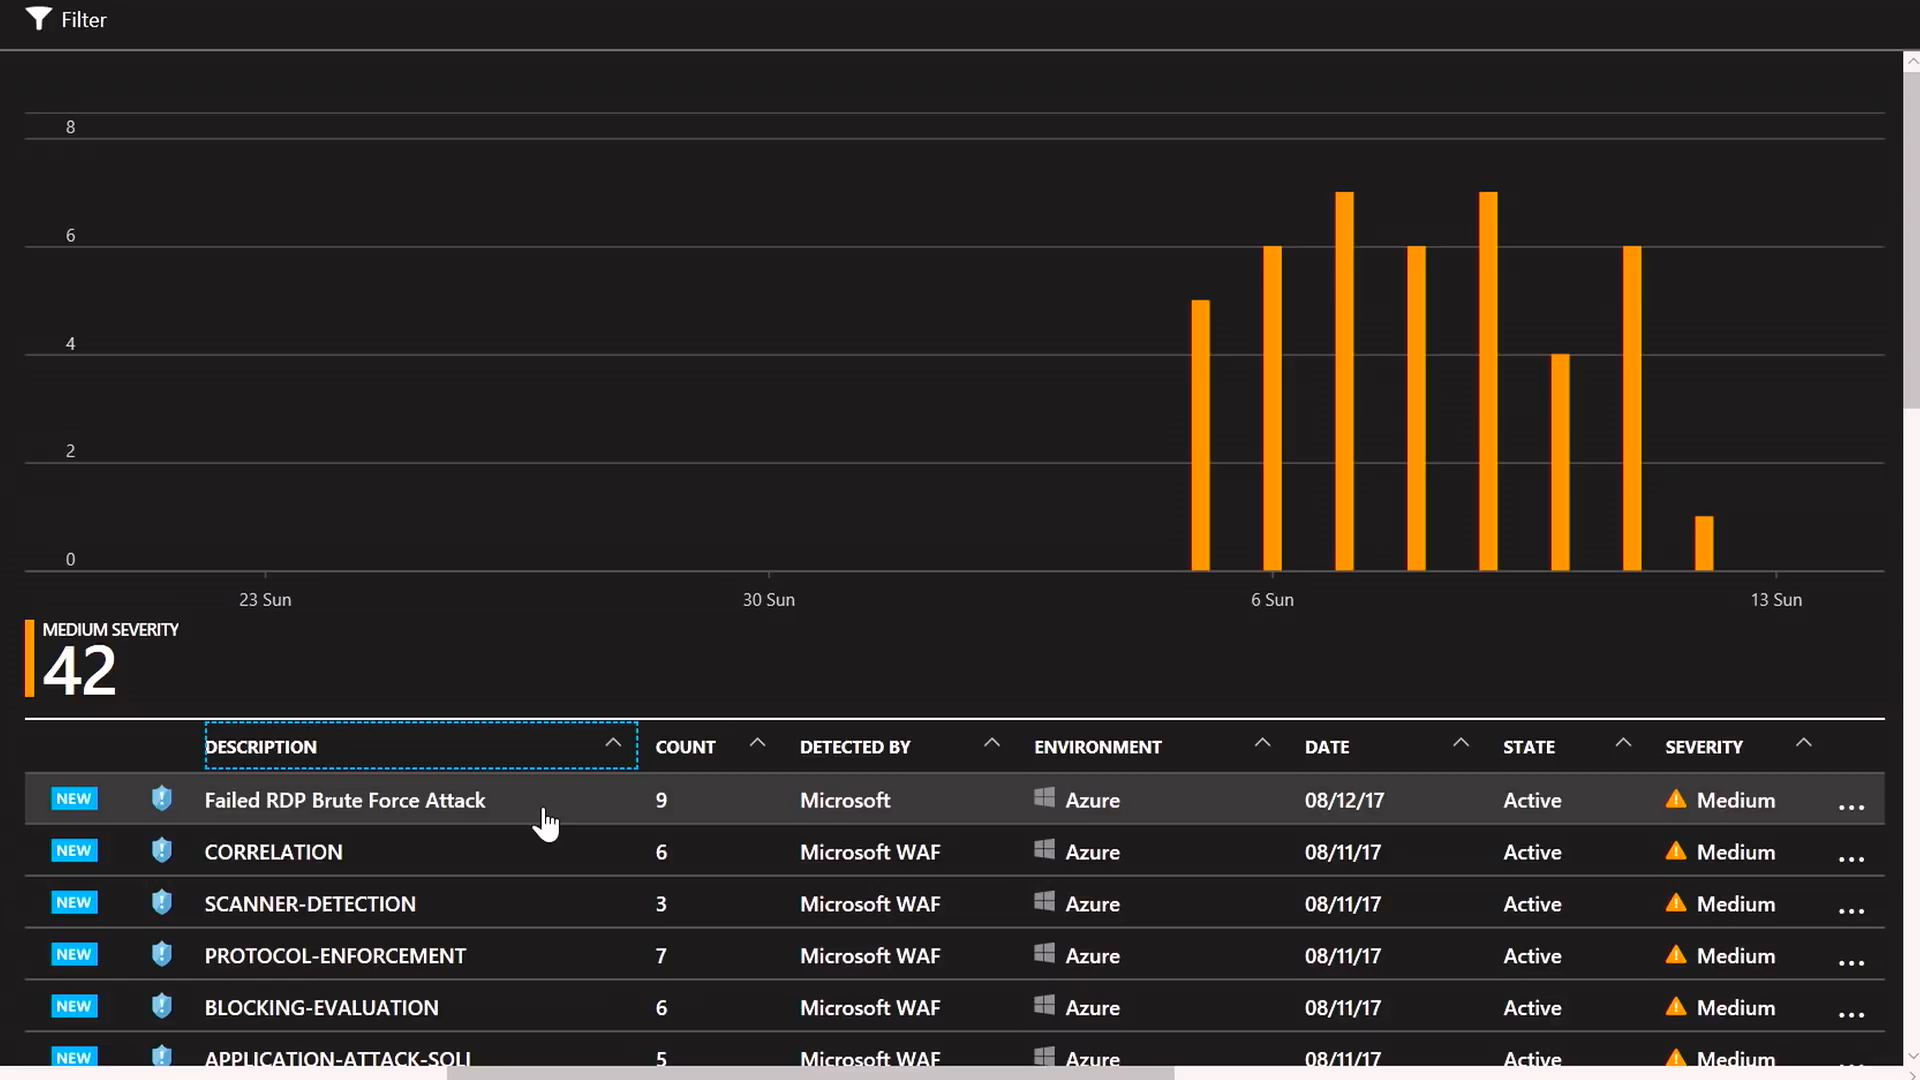 Filter
8
6
4
2
0
23 Sun 30 Sun 6 Sun 13 Sun
MEDIUM SEVERITY
42
DESCRIPTION COUNT DETECTED BY ENVIRONMENT DATE STATE SEVERITY
NEW Failed RDP Brute Force Attack 9 Microsoft Azure 08/12/17 Active Medium ...
NEW CORRELATION 6 Microsoft WAF Azure 08/11/17 Active Medium ...
NEW SCANNER-DETECTION 3 Microsoft WAF Azure 08/11/17 Active Medium ...
NEW PROTOCOL-ENFORCEMENT 7 Microsoft WAF Azure 08/11/17 Active Medium ...
NEW BLOCKING-EVALUATION 6 Microsoft WAF Azure 08/11/17 Active Medium ...
NEW 5 Microsoft WAF Azure 08/11/17 Active Medium ...